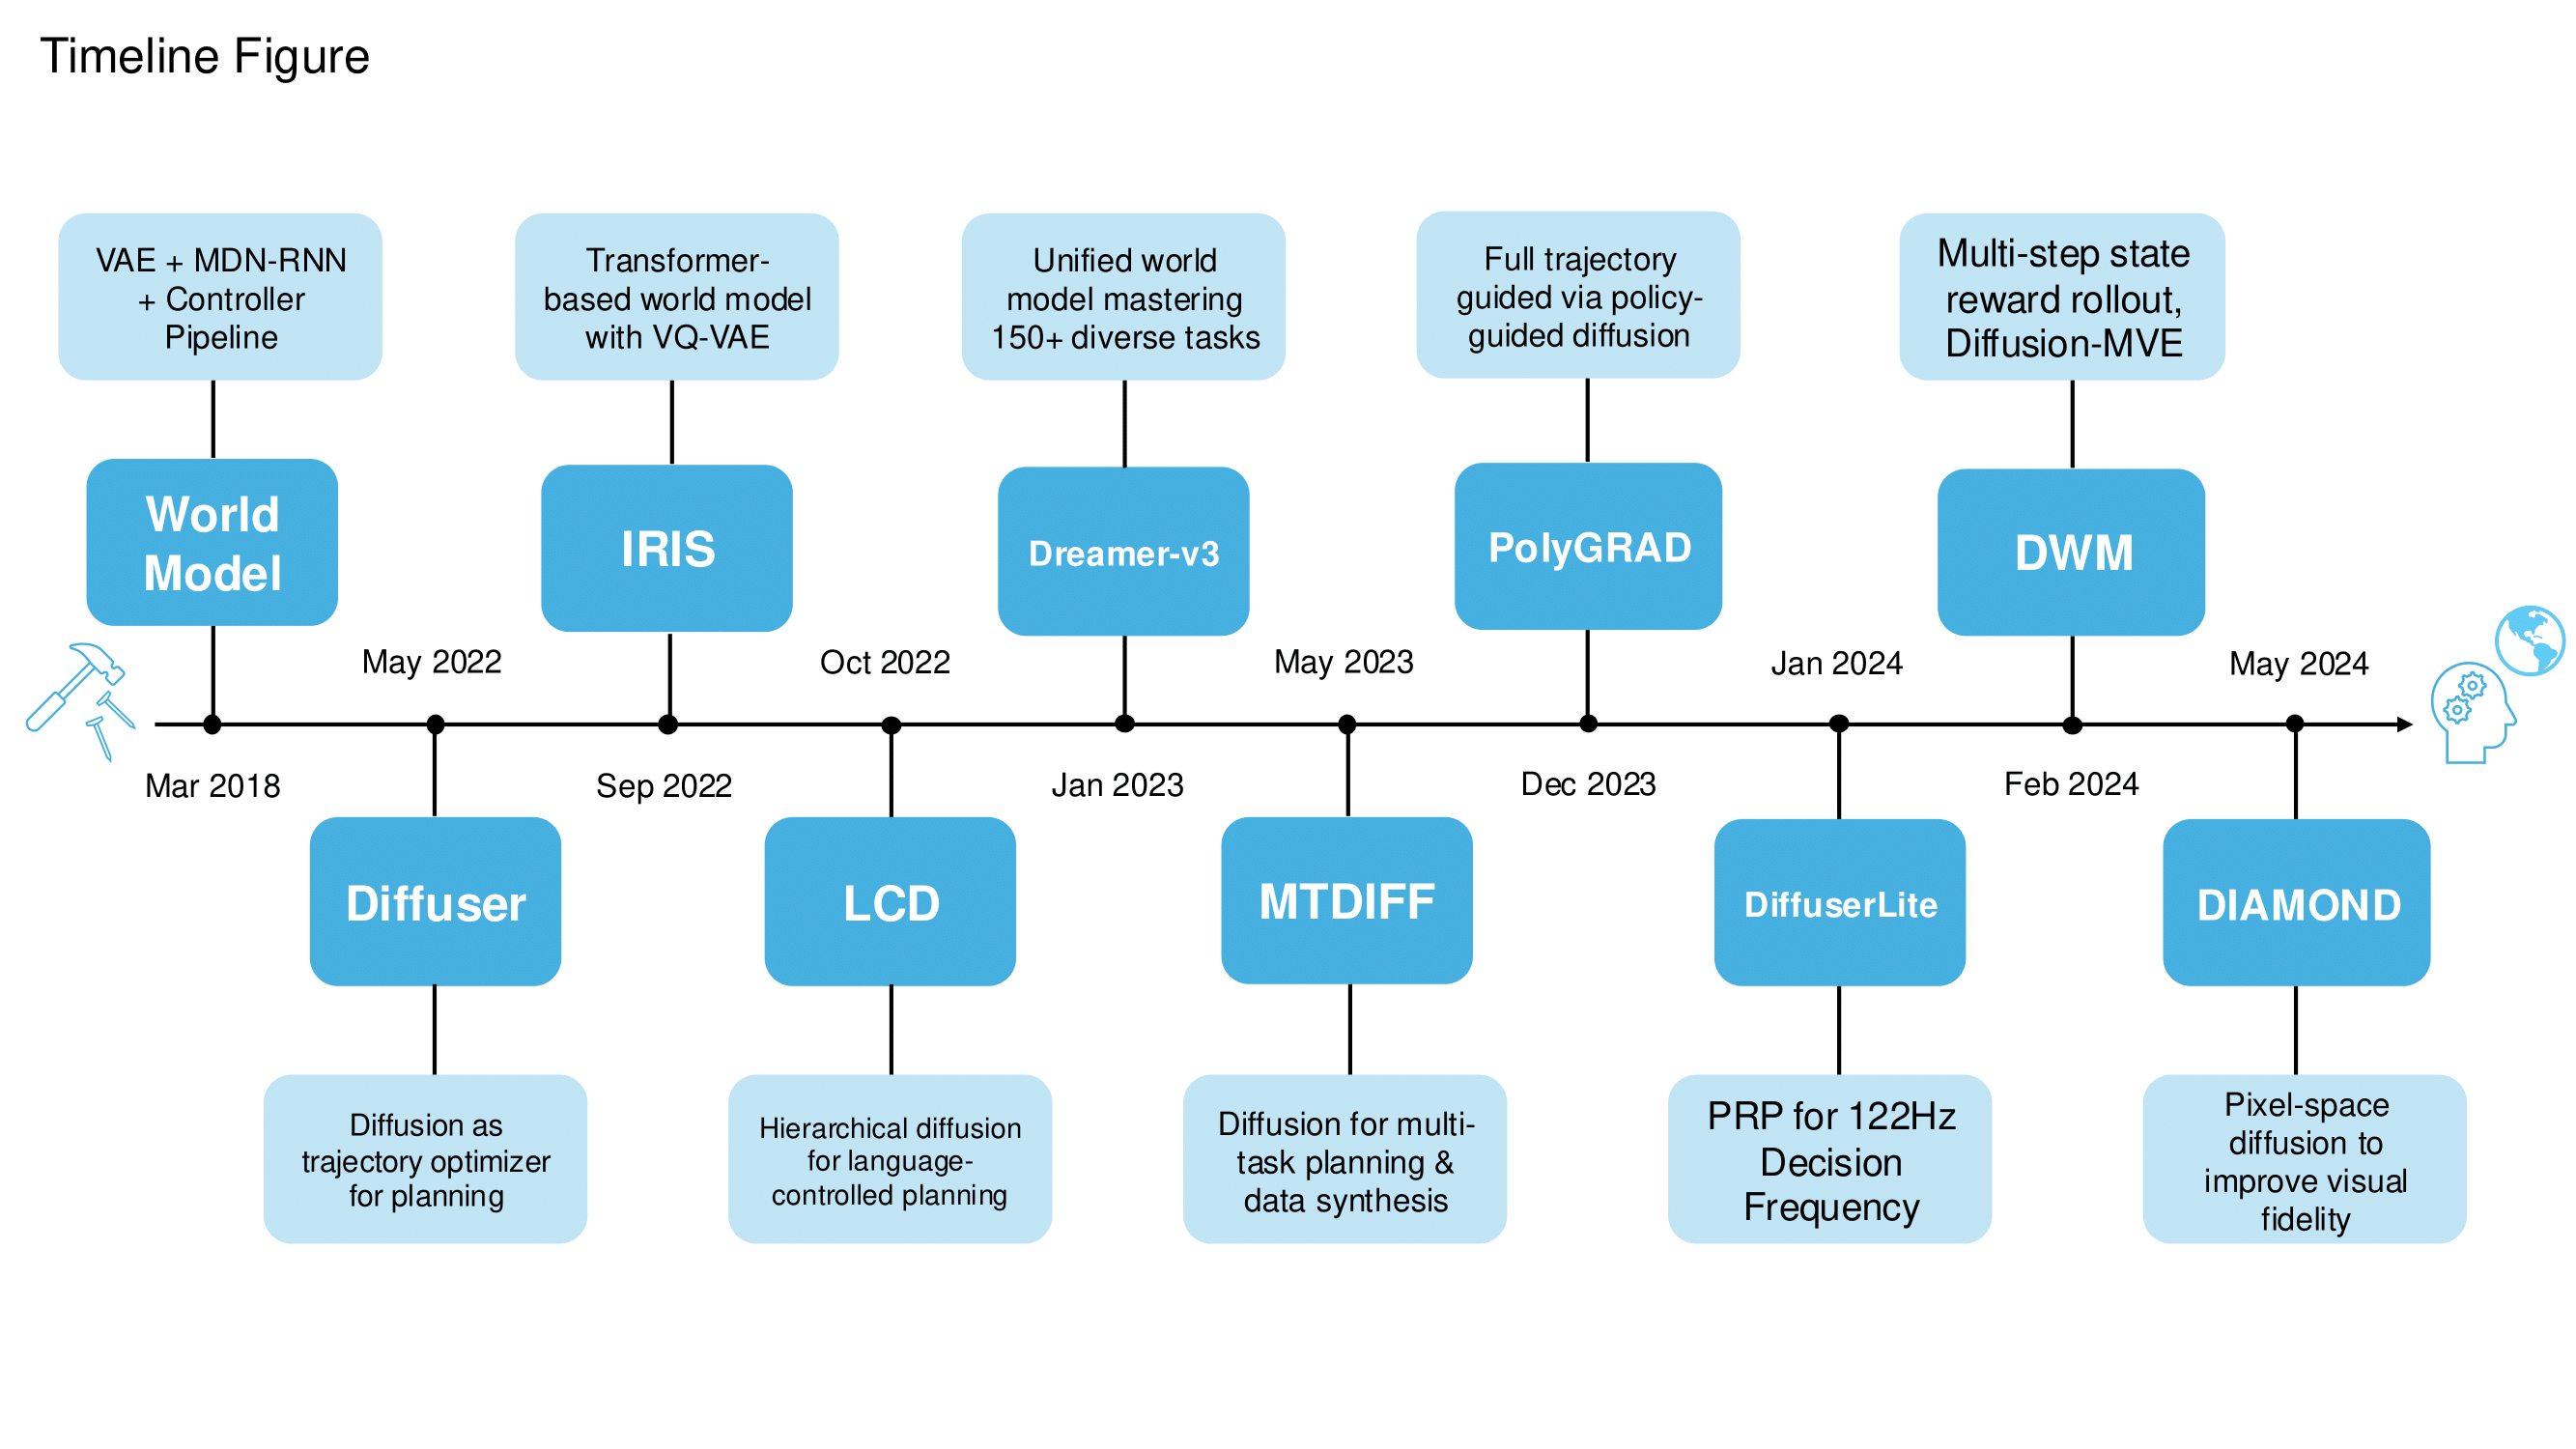 Timeline Figure
VAE + MDN-RNN
+ Controller
Pipeline
Transformer-
based world model
with VQ-VAE
Unified world
model mastering
150+ diverse tasks
Full trajectory
guided via policy-
guided diffusion
Multi-step state
reward rollout,
Diffusion-MVE
World
Model
IRIS
Dreamer-v3
PolyGRAD
DWM
May 2022
Oct 2022
May 2023
Jan 2024
May 2024
Mar 2018
Sep 2022
Jan 2023
Dec 2023
Feb 2024
Diffuser
LCD
MTDIFF
DiffuserLite
DIAMOND
Diffusion as
trajectory optimizer
for planning
Hierarchical diffusion
for language-
controlled planning
Diffusion for multi-
task planning &
data synthesis
PRP for 122Hz
Decision
Frequency
Pixel-space
diffusion to
improve visual
fidelity